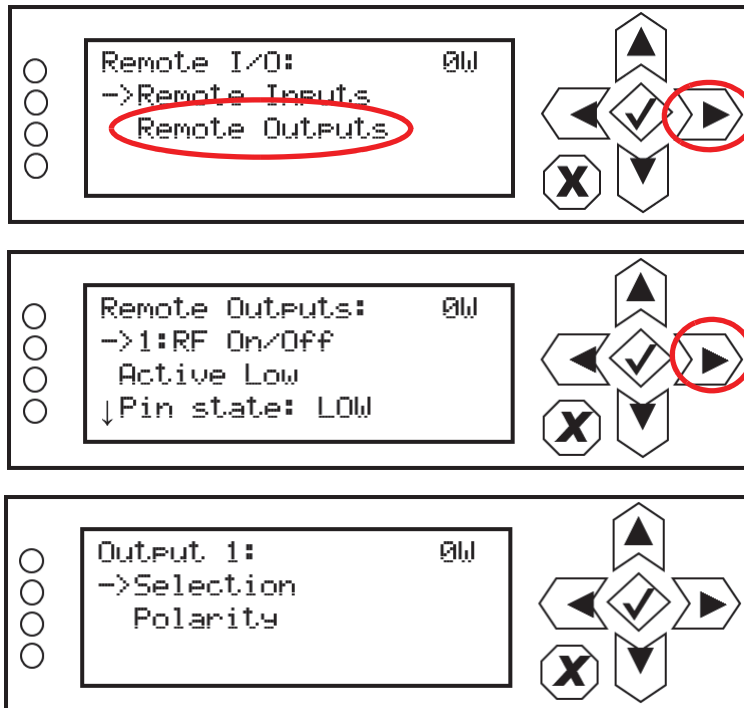 Remote I/O: 0W
->Remote Inputs
Remote Outputs
X
Remote Outputs: 0W
->1:RF On/Off
Active Low
↓Pin state: LOW
X
Output 1: 0W
->Selection
Polarity
X